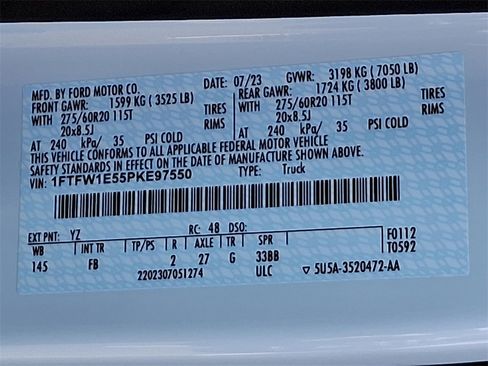 MFD. BY FORD MOTOR CO. DATE: 07/23 GVWR: 3198 KG ( 7050 LB)
FRONT GAWR: 1599 KG ( 3525 LB) REAR GAWR: 1724 KG ( 3800 LB)
WITH TIRES WITH TIRES
275/60R20 115T 275/60R20 115T
20x8.5J RIMS 20x8.5J RIMS
AT 240 kPa/ 35 PSI COLD AT 240 kPa/ 35 PSI COLD
THIS VEHICLE CONFORMS TO ALL APPLICABLE FEDERAL MOTOR VEHICLE
SAFETY STANDARDS IN EFFECT ON THE DATE OF MANUFACTURE SHOWN ABOVE.
VIN: 1FTFW1E55PKE97550 TYPE: Truck
EXT PNT: YZ RC: 48 DSO:
WB INT TR TP/PS R AXLE TR SPR
145 FB 2 27 G 33BB
F0112
T0592
2202307051274 ULC 5U5A-3520472-AA